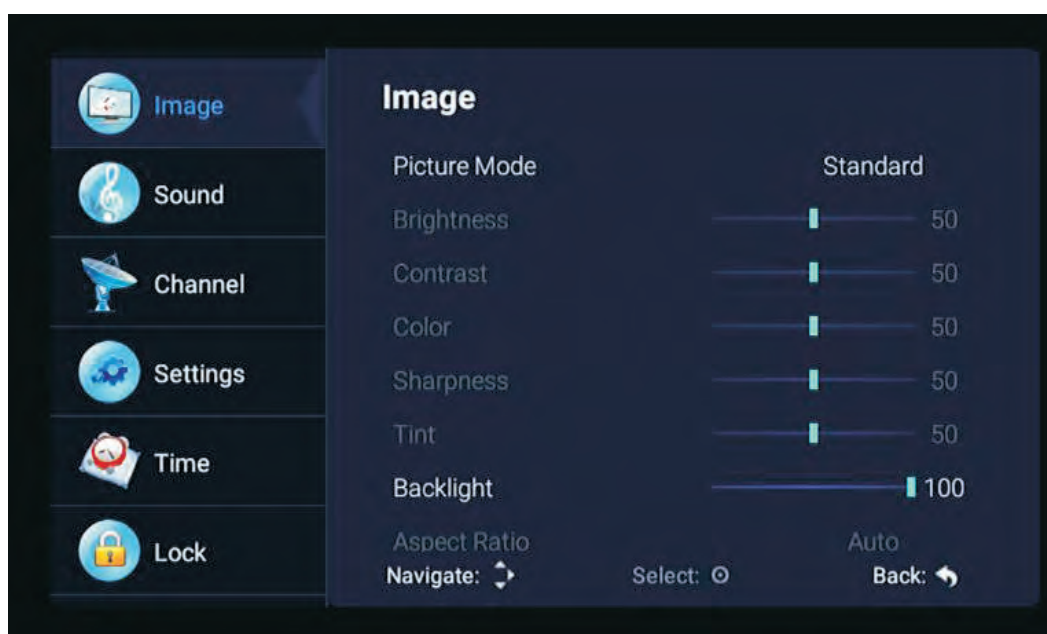 Image
Sound
Channel
Settings
Time
Lock
Image
Picture Mode Standard
Brightness 50
Contrast 50
Color 50
Sharpness 50
Tint 50
Backlight 100
Aspect Ratio Auto
Navigate: Select: Back: